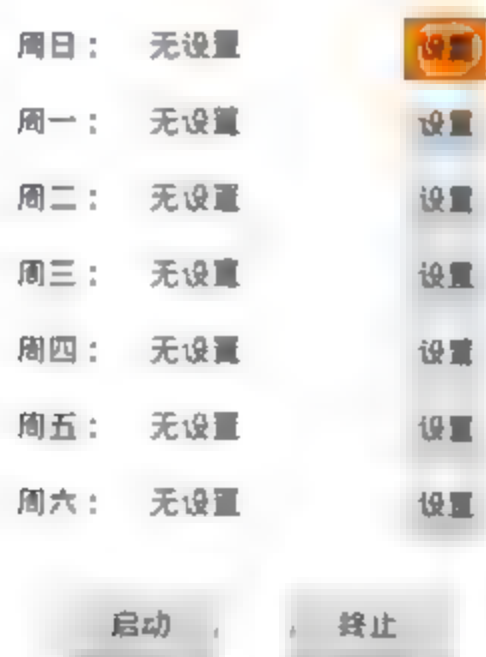 周日： 无设置 设置
周一： 无设置 设置
周二： 无设置 设置
周三： 无设置 设置
周四： 无设置 设置
周五： 无设置 设置
周六： 无设置 设置
启动 终止